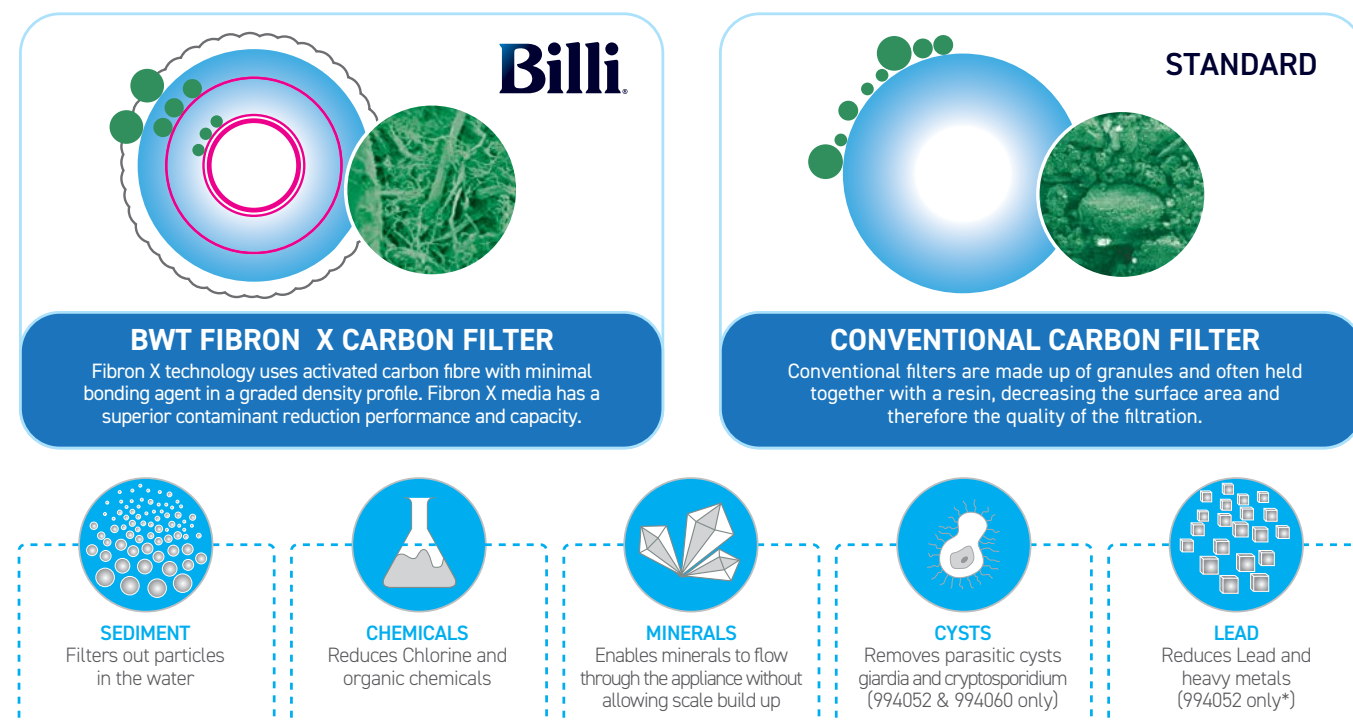 Billi.
STANDARD
BWT FIBRON X CARBON FILTER
Fibron X technology uses activated carbon fibre with minimal
bonding agent in a graded density profile. Fibron X media has a
superior contaminant reduction performance and capacity.
CONVENTIONAL CARBON FILTER
Conventional filters are made up of granules and often held
together with a resin, decreasing the surface area and
therefore the quality of the filtration.
SEDIMENT
Filters out particles
in the water
CHEMICALS
Reduces Chlorine and
organic chemicals
MINERALS
Enables minerals to flow
through the appliance without
allowing scale build up
CYSTS
Removes parasitic cysts
giardia and cryptosporidium
(994052 & 994060 only)
LEAD
Reduces Lead and
heavy metals
(994052 only*)